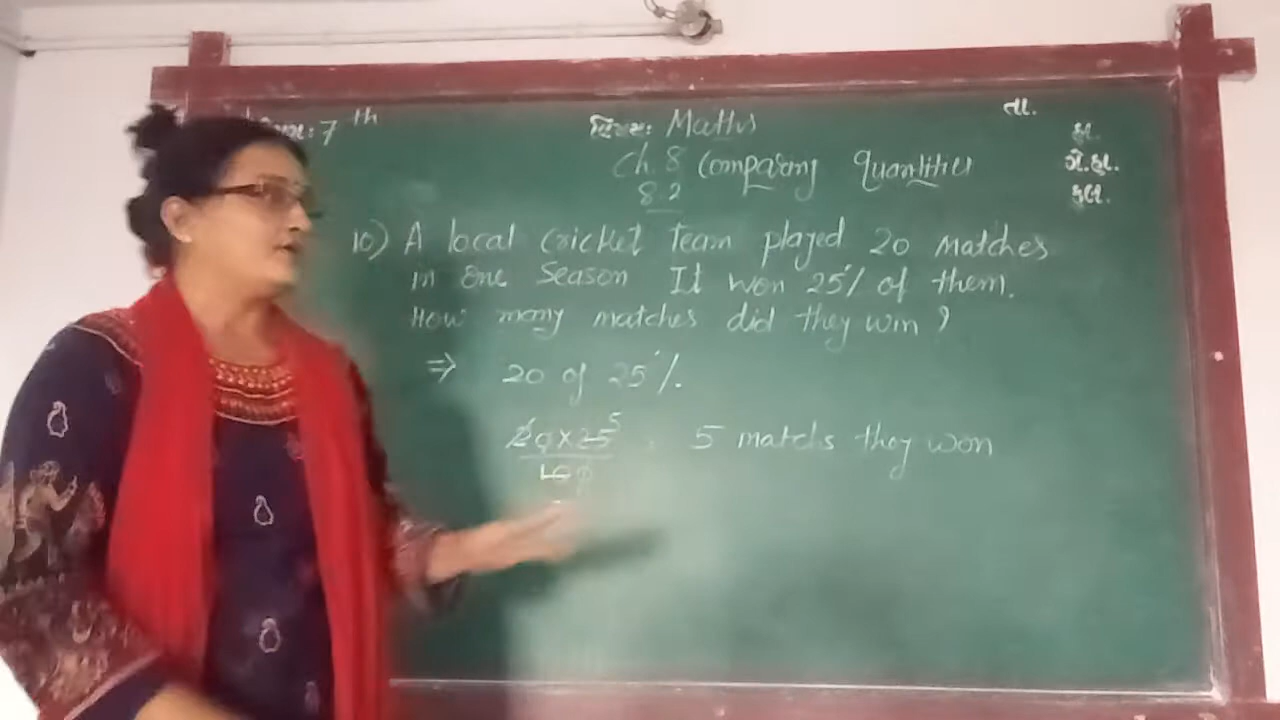 7th
વિષય: Maths
તા.
Ch. 8 Comparing Quantities
8.2
ક્ર.
ગે.હા.
કુલ.
10) A local cricket team played 20 matches
in one season It won 25% of them.
How many matches did they win ?
⇒ 20 of 25%.
20 x 25 5
100
5 matchs they won